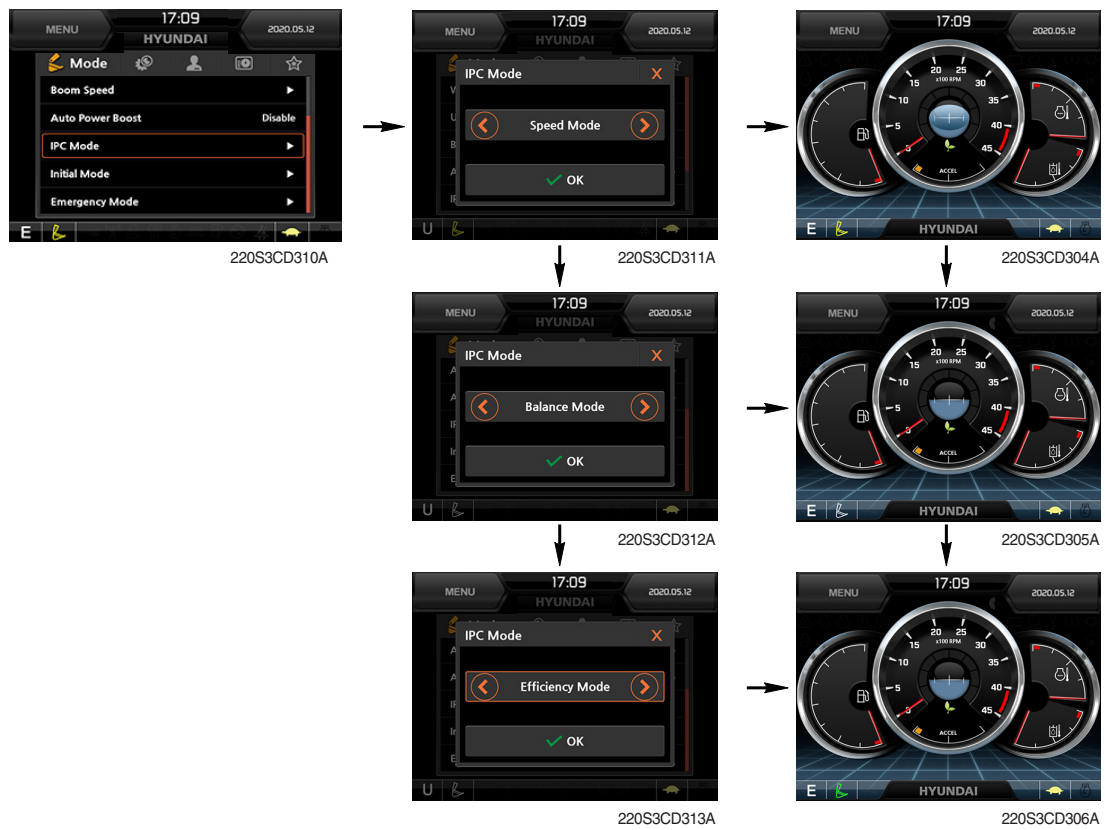 17:09
MENU
HYUNDAI
2020.05.12
Mode
Boom Speed
Auto Power Boost Disable
IPC Mode
Initial Mode
Emergency Mode
E
220S3CD310A
17:09
MENU
HYUNDAI
2020.05.12
IPC Mode X
Speed Mode
OK
U
220S3CD311A
17:09
MENU
HYUNDAI
2020.05.12
IPC Mode X
Balance Mode
OK
U
220S3CD312A
17:09
MENU
HYUNDAI
2020.05.12
IPC Mode X
Efficiency Mode
OK
U
220S3CD313A
17:09
MENU
2020.05.12
20 25
x100 RPM
15 30
10 35
5 40
0 45
ACCEL
E HYUNDAI
220S3CD304A
17:09
MENU
2020.05.12
20 25
x100 RPM
15 30
10 35
5 40
0 45
ACCEL
E HYUNDAI
220S3CD305A
17:09
MENU
2020.05.12
20 25
x100 RPM
15 30
10 35
5 40
0 45
ACCEL
E HYUNDAI
220S3CD306A